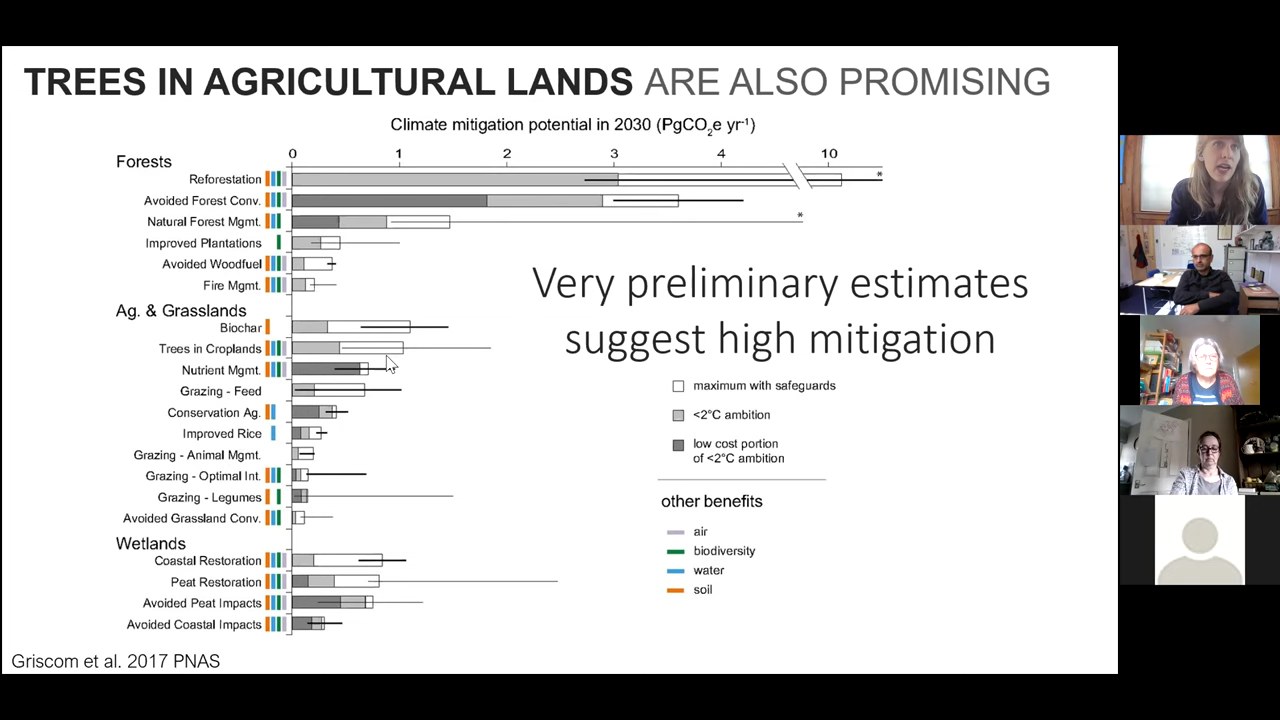 TREES IN AGRICULTURAL LANDS ARE ALSO PROMISING
Climate mitigation potential in 2030 (PgCO₂e yr⁻¹)
0 1 2 3 4 10
Forests
Reforestation *
Avoided Forest Conv.
Natural Forest Mgmt. *
Improved Plantations
Avoided Woodfuel
Fire Mgmt.
Ag. & Grasslands
Biochar
Trees in Croplands
Nutrient Mgmt.
Grazing - Feed
Conservation Ag.
Improved Rice
Grazing - Animal Mgmt.
Grazing - Optimal Int.
Grazing - Legumes
Avoided Grassland Conv.
Wetlands
Coastal Restoration
Peat Restoration
Avoided Peat Impacts
Avoided Coastal Impacts
Very preliminary estimates
suggest high mitigation
maximum with safeguards
<2°C ambition
low cost portion
of <2°C ambition
other benefits
air
biodiversity
water
soil
Griscom et al. 2017 PNAS